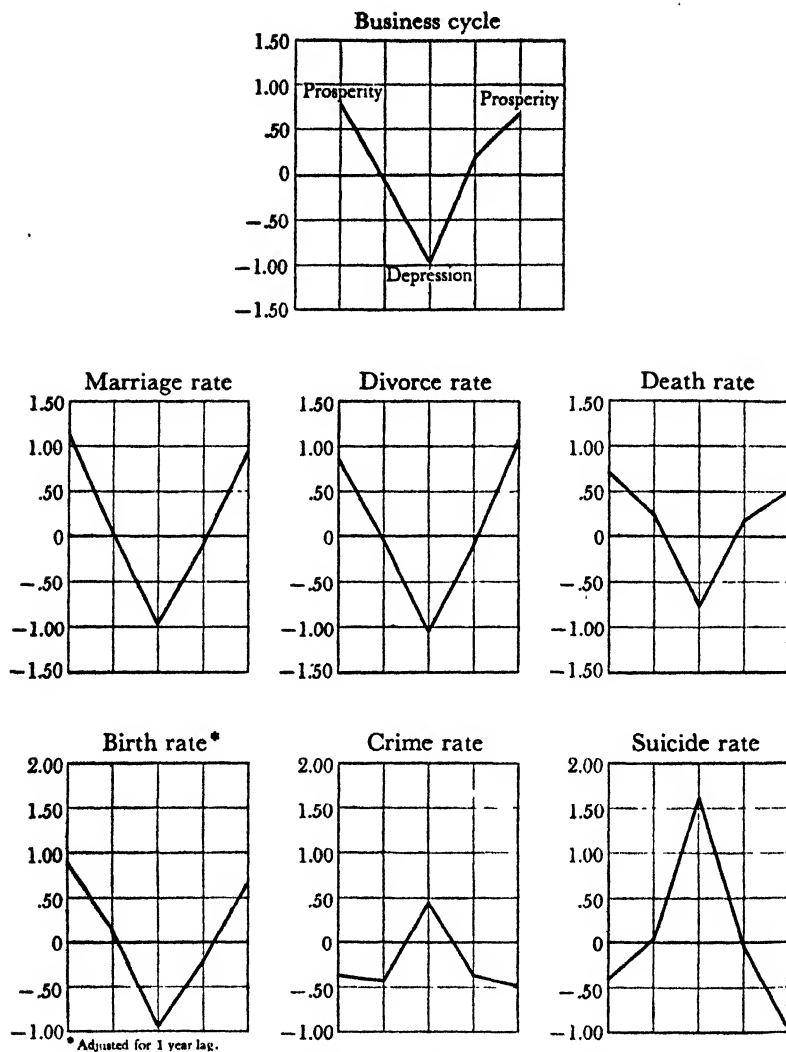 Business cycle
1.50
1.00
Prosperity Prosperity
.50
0
-.50
-1.00
Depression
-1.50
Marriage rate Divorce rate Death rate
1.50 1.50 1.50
1.00 1.00 1.00
.50 .50 .50
0 0 0
-.50 -.50 -.50
-1.00 -1.00 -1.00
-1.50 -1.50 -1.50
Birth rate* Crime rate Suicide rate
2.00 2.00 2.00
1.50 1.50 1.50
1.00 1.00 1.00
.50 .50 .50
0 0 0
-.50 -.50 -.50
-1.00 -1.00 -1.00
* Adjusted for 1 year lag.